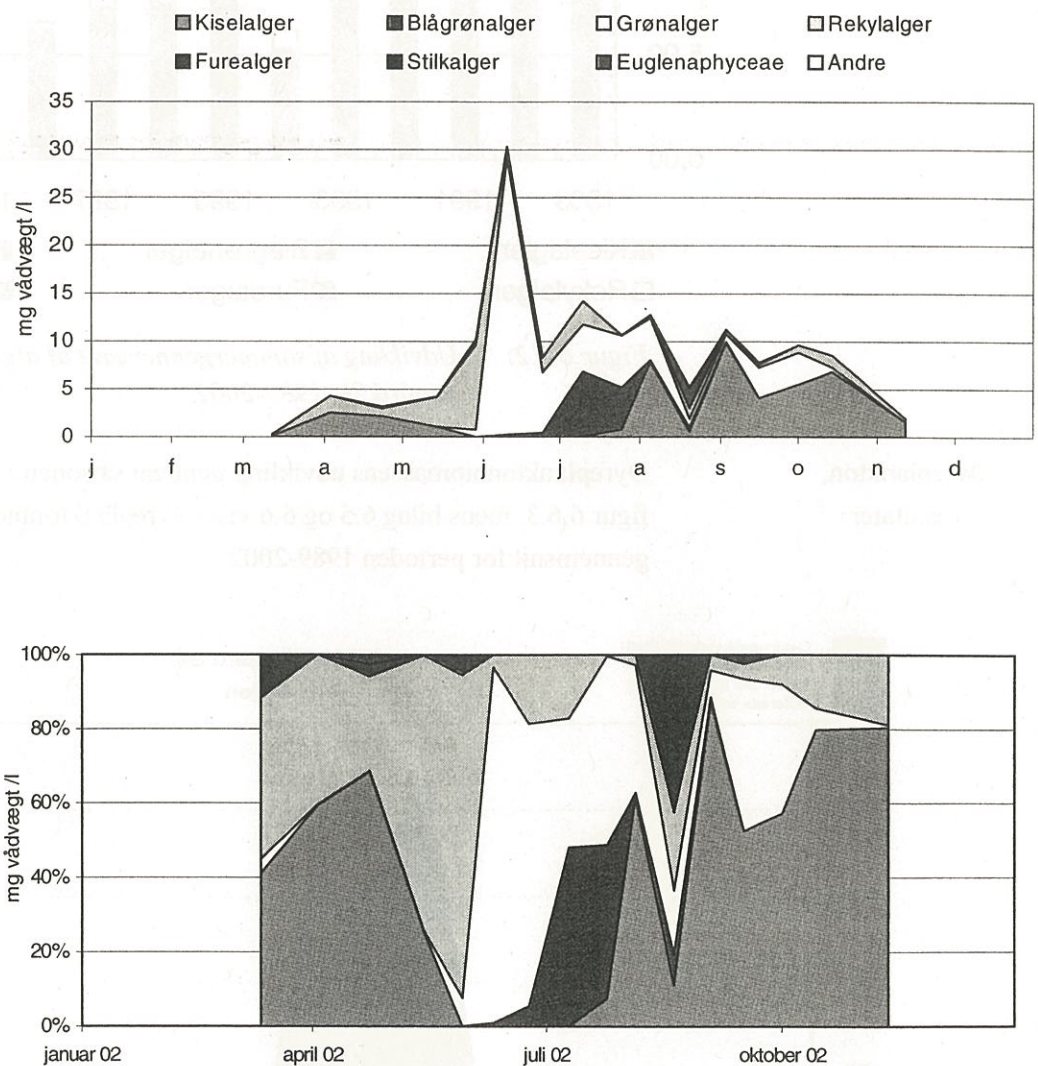 Kiselalger Blågrønalger Grønalger Rekylalger
Furealger Stilkalger Euglenaphyceae Andre
mg vådvægt /l
35
30
25
20
15
10
5
0
j f m a m j j a s o n d
mg vådvægt /l
100%
80%
60%
40%
20%
0%
januar 02 april 02 juli 02 oktober 02